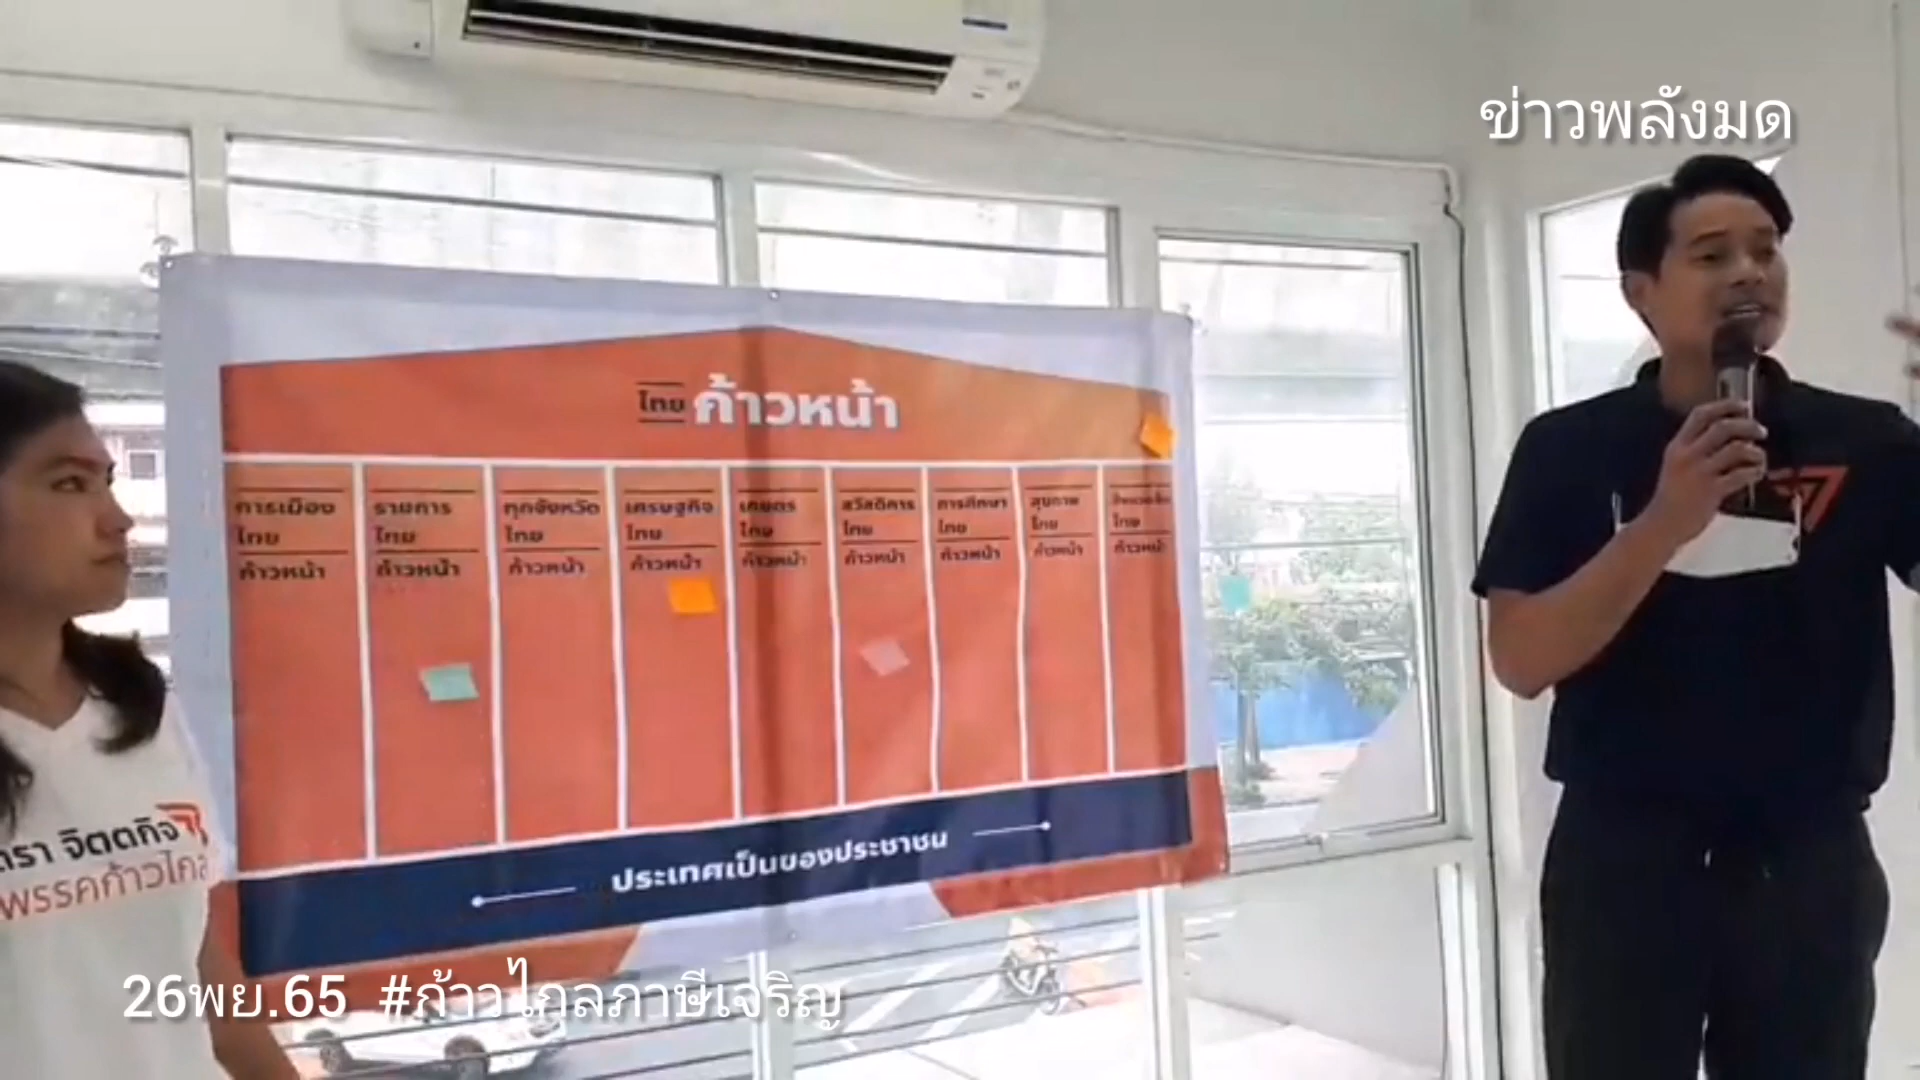 ข่าวพลังมด
ไทย ก้าวหน้า
การเมือง
ไทย
ก้าวหน้า
ราชการ
ไทย
ก้าวหน้า
ทุกจังหวัด
ไทย
ก้าวหน้า
เศรษฐกิจ
ไทย
ก้าวหน้า
เกษตร
ไทย
ก้าวหน้า
สวัสดิการ
ไทย
ก้าวหน้า
การศึกษา
ไทย
ก้าวหน้า
สุขภาพ
ไทย
ก้าวหน้า
ไทย
ก้าวหน้า
ประเทศเป็นของประชาชน
ตรา จิตตกิจ
พรรคก้าวไกล
26พย.65 #ก้าวไกลภาษีเจริญ